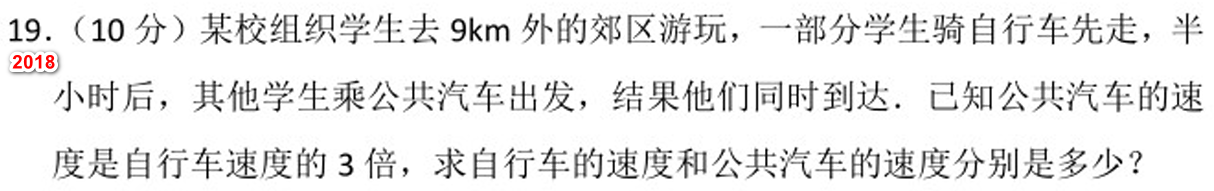 19.（10 分）某校组织学生去 9km 外的郊区游玩，一部分学生骑自行车先走，半
2018
小时后，其他学生乘公共汽车出发，结果他们同时到达．已知公共汽车的速
度是自行车速度的 3 倍，求自行车的速度和公共汽车的速度分别是多少？